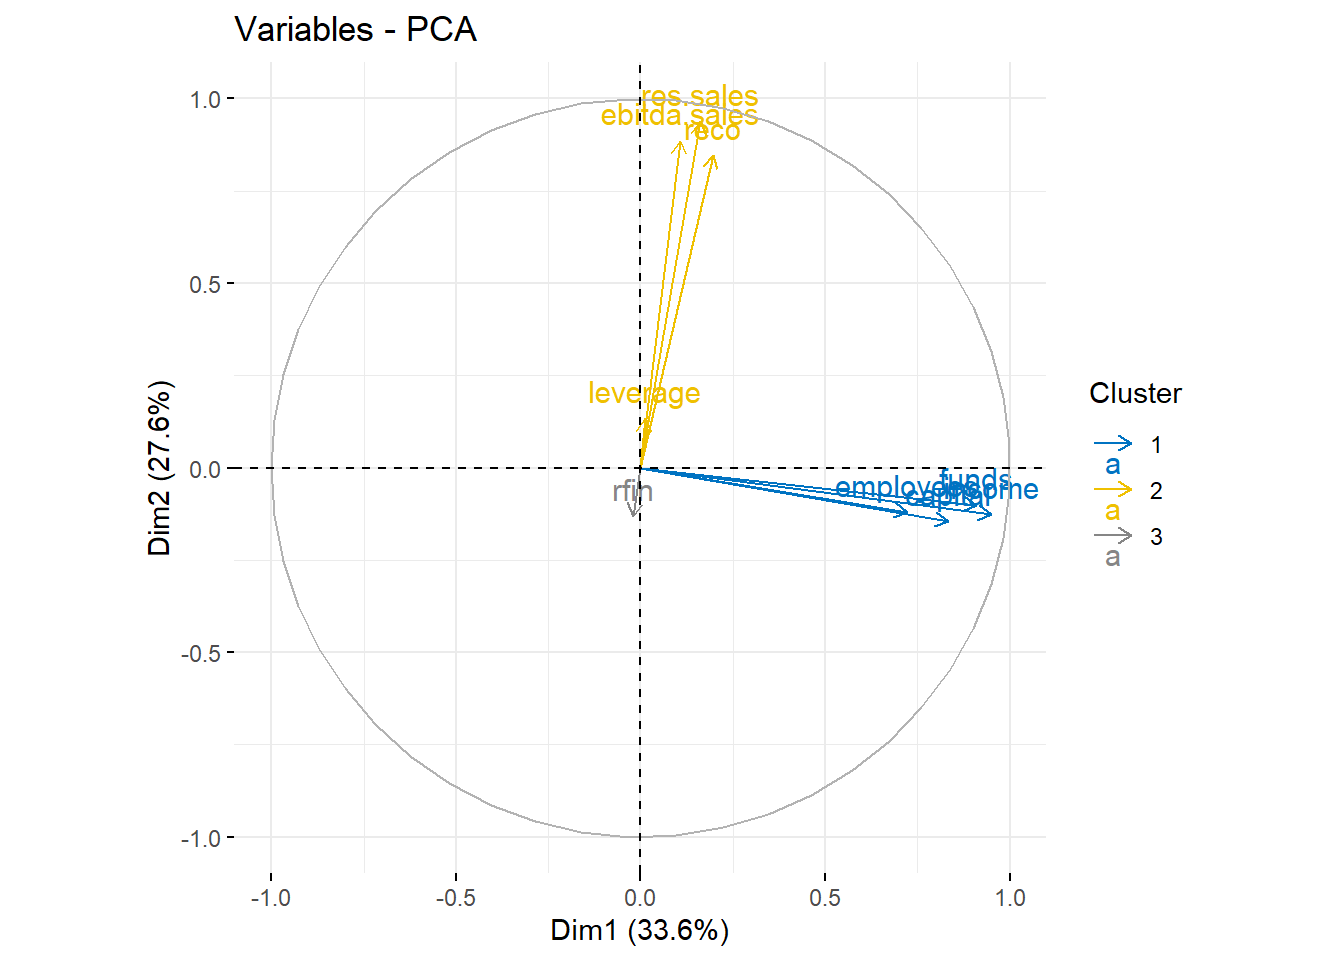 Variables - PCA
res.sales
ebitda.sales
reco
leverage
rfin
funds
employees
income
capital
1.0
0.5
0.0
-0.5
-1.0
Dim2 (27.6%)
-1.0
-0.5
0.0
0.5
1.0
Dim1 (33.6%)
Cluster
a 1
a 2
a 3